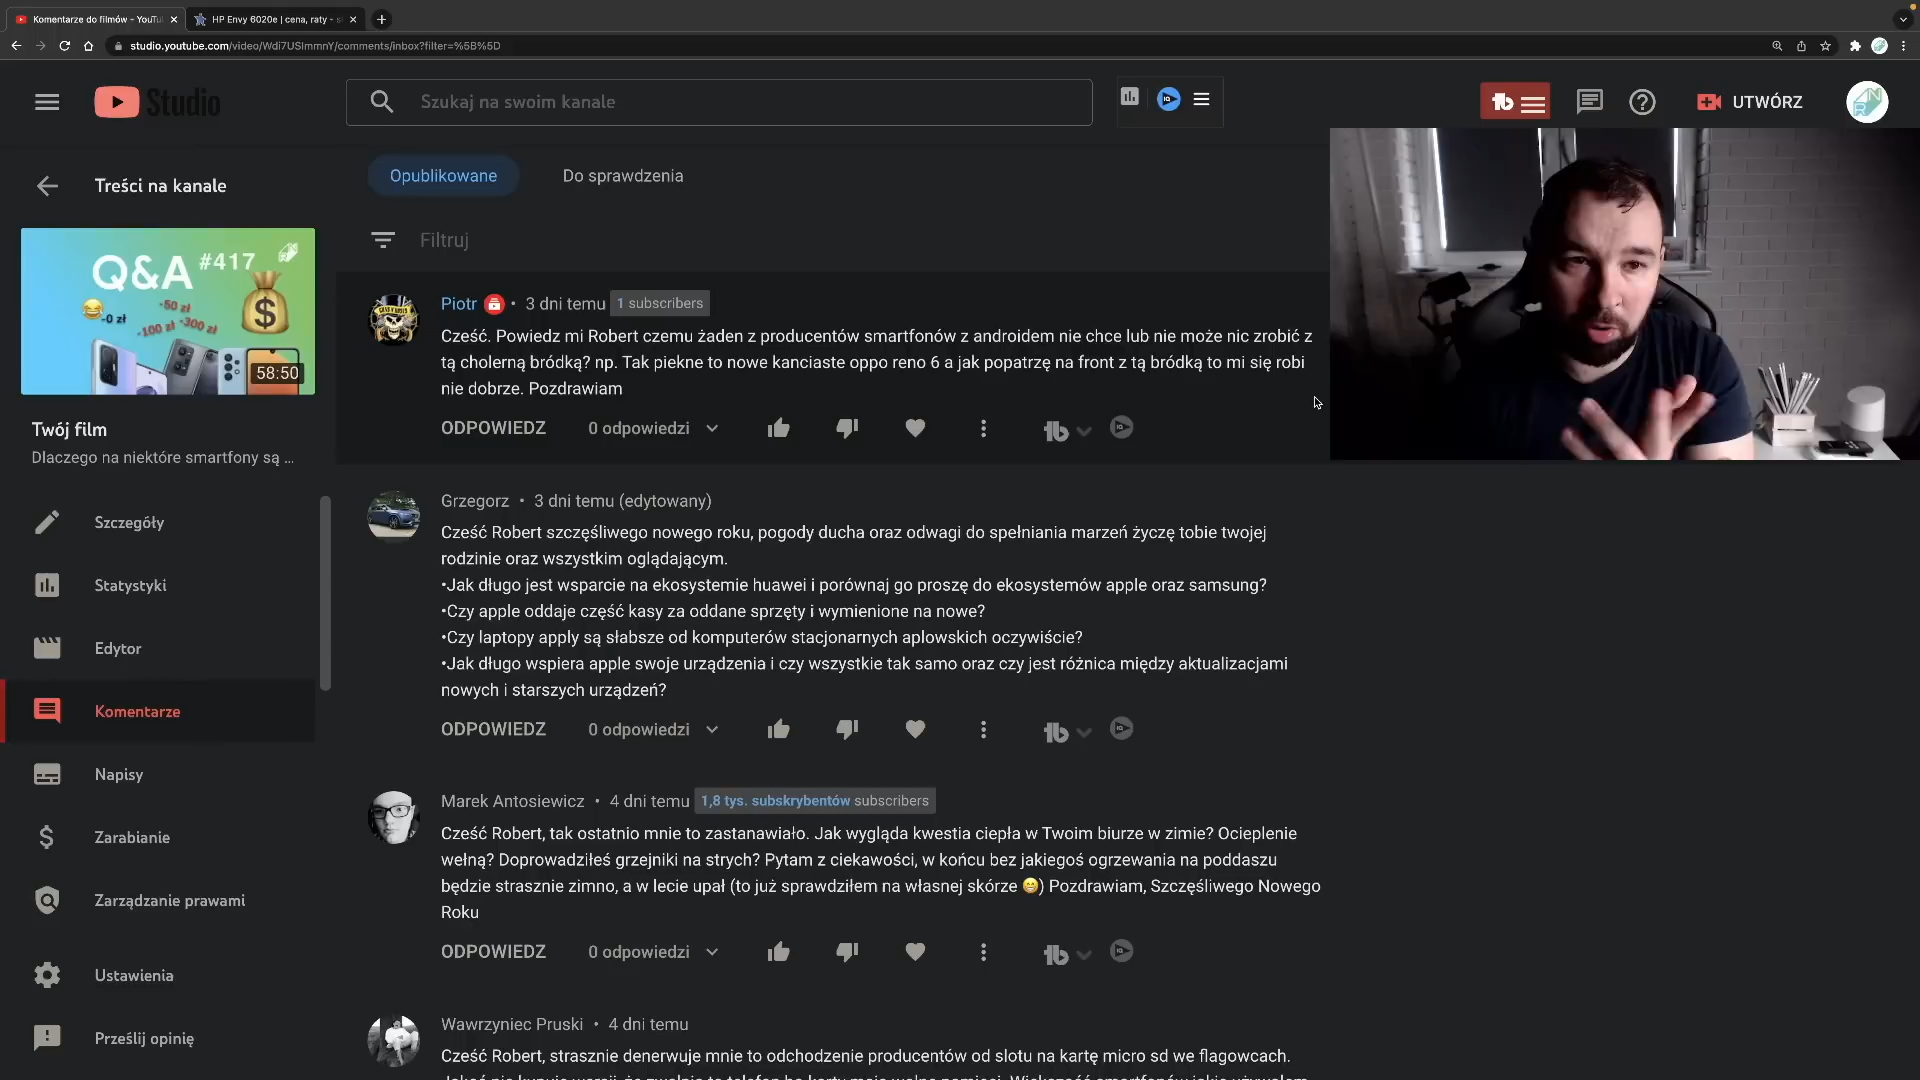 Komentarze do filmów - YouTu
HP Envy 6020e | cena, raty - s
studio.youtube.com/video/Wdi7USImmnY/comments/inbox?filter=%5B%5D
Studio
Szukaj na swoim kanale
UTWÓRZ
Treści na kanale
Opublikowane
Do sprawdzenia
Filtruj
Q&A #417
-0 zł
-50 zł
-100 zł
-300 zł
$
58:50
Twój film
Dlaczego na niektóre smartfony są ...
Szczegóły
Statystyki
Edytor
Komentarze
Napisy
Zarabianie
Zarządzanie prawami
Ustawienia
Prześlij opinię
Piotr • 3 dni temu 1 subscribers
Cześć. Powiedz mi Robert czemu żaden z producentów smartfonów z androidem nie chce lub nie może nic zrobić z
tą cholerną bródką? np. Tak piekne to nowe kanciaste oppo reno 6 a jak popatrzę na front z tą bródką to mi się robi
nie dobrze. Pozdrawiam
ODPOWIEDZ 0 odpowiedzi
Grzegorz • 3 dni temu (edytowany)
Cześć Robert szczęśliwego nowego roku, pogody ducha oraz odwagi do spełniania marzeń życzę tobie twojej
rodzinie oraz wszystkim oglądającym.
•Jak długo jest wsparcie na ekosystemie huawei i porównaj go proszę do ekosystemów apple oraz samsung?
•Czy apple oddaje część kasy za oddane sprzęty i wymienione na nowe?
•Czy laptopy apply są słabsze od komputerów stacjonarnych aplowskich oczywiście?
•Jak długo wspiera apple swoje urządzenia i czy wszystkie tak samo oraz czy jest różnica między aktualizacjami
nowych i starszych urządzeń?
ODPOWIEDZ 0 odpowiedzi
Marek Antosiewicz • 4 dni temu 1,8 tys. subskrybentów subscribers
Cześć Robert, tak ostatnio mnie to zastanawiało. Jak wygląda kwestia ciepła w Twoim biurze w zimie? Ocieplenie
wełną? Doprowadziłeś grzejniki na strych? Pytam z ciekawości, w końcu bez jakiegoś ogrzewania na poddaszu
będzie strasznie zimno, a w lecie upał (to już sprawdziłem na własnej skórze 😁) Pozdrawiam, Szczęśliwego Nowego
Roku
ODPOWIEDZ 0 odpowiedzi
Wawrzyniec Pruski • 4 dni temu
Cześć Robert, strasznie denerwuje mnie to odchodzenie producentów od slotu na kartę micro sd we flagowcach.